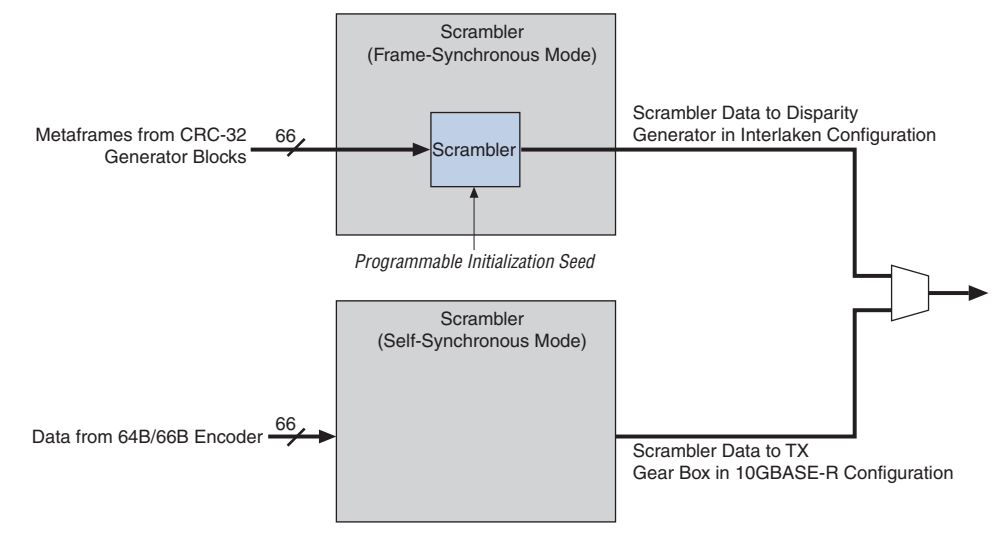 Scrambler
(Frame-Synchronous Mode)
Metaframes from CRC-32
Generator Blocks
66
Scrambler
Scrambler Data to Disparity
Generator in Interlaken Configuration
Programmable Initialization Seed
Scrambler
(Self-Synchronous Mode)
Data from 64B/66B Encoder
66
Scrambler Data to TX
Gear Box in 10GBASE-R Configuration